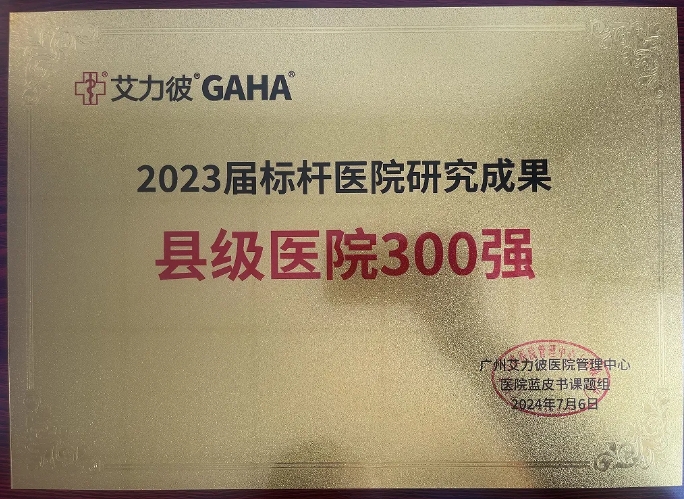 艾力彼® GAHA®
2023届标杆医院研究成果
县级医院300强
广州艾力彼医院管理中心
医院蓝皮书课题组
2024年7月6日